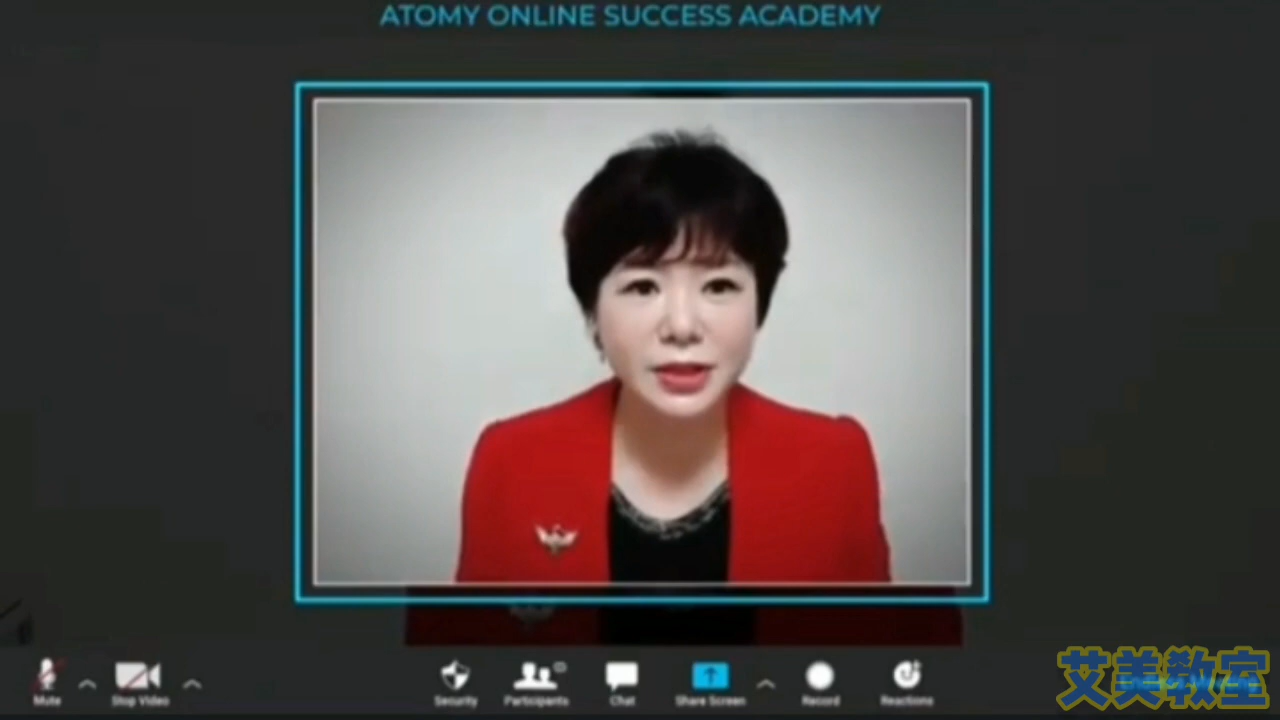 ATOMY ONLINE SUCCESS ACADEMY
Mute
Stop Video
Security
Participants
Chat
Share Screen
Record
Reactions
艾美教室